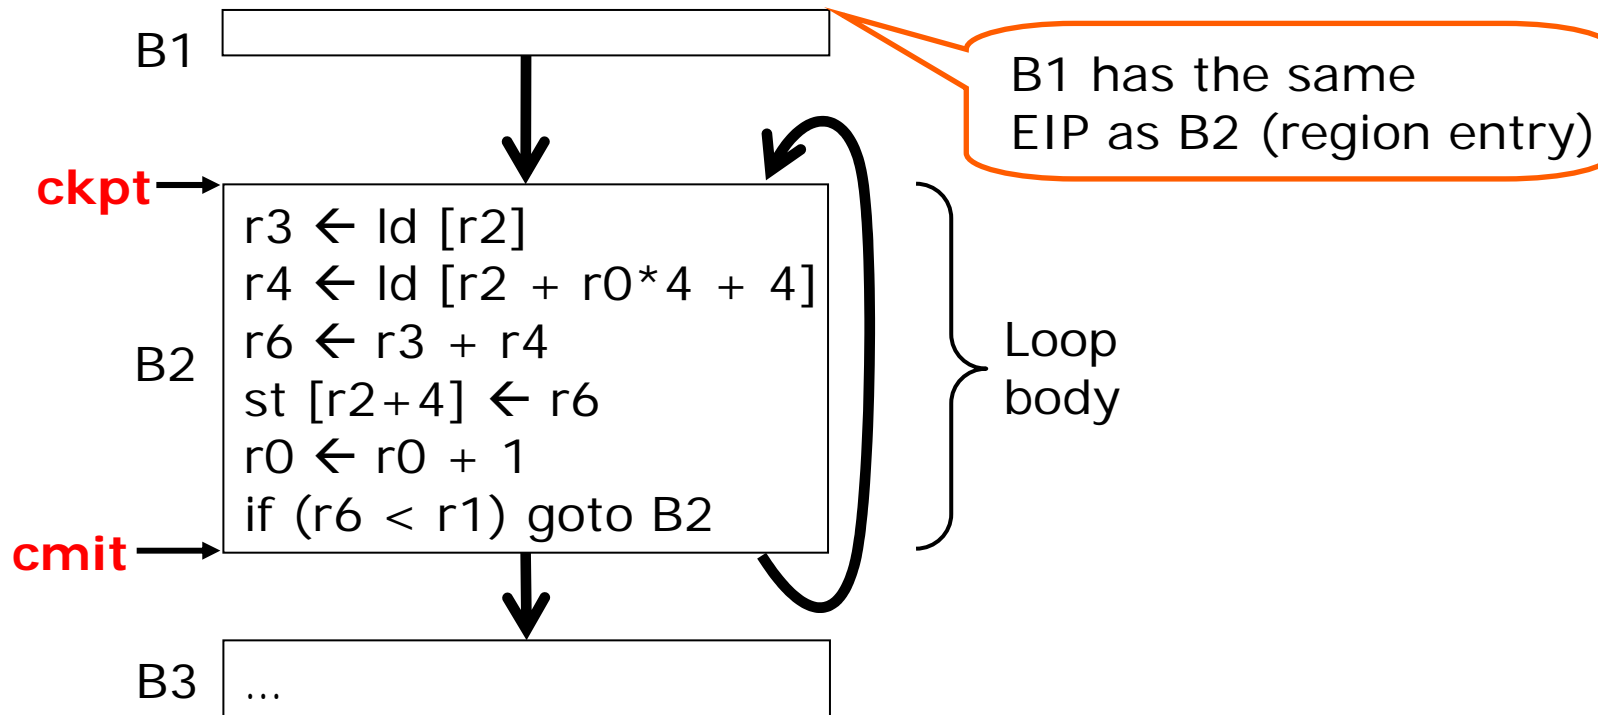 B1
B1 has the same
EIP as B2 (region entry)
ckpt
r3 ← ld [r2]
r4 ← ld [r2 + r0*4 + 4]
r6 ← r3 + r4
B2
st [r2+4] ← r6
r0 ← r0 + 1
if (r6 < r1) goto B2
Loop
body
cmit
B3
...